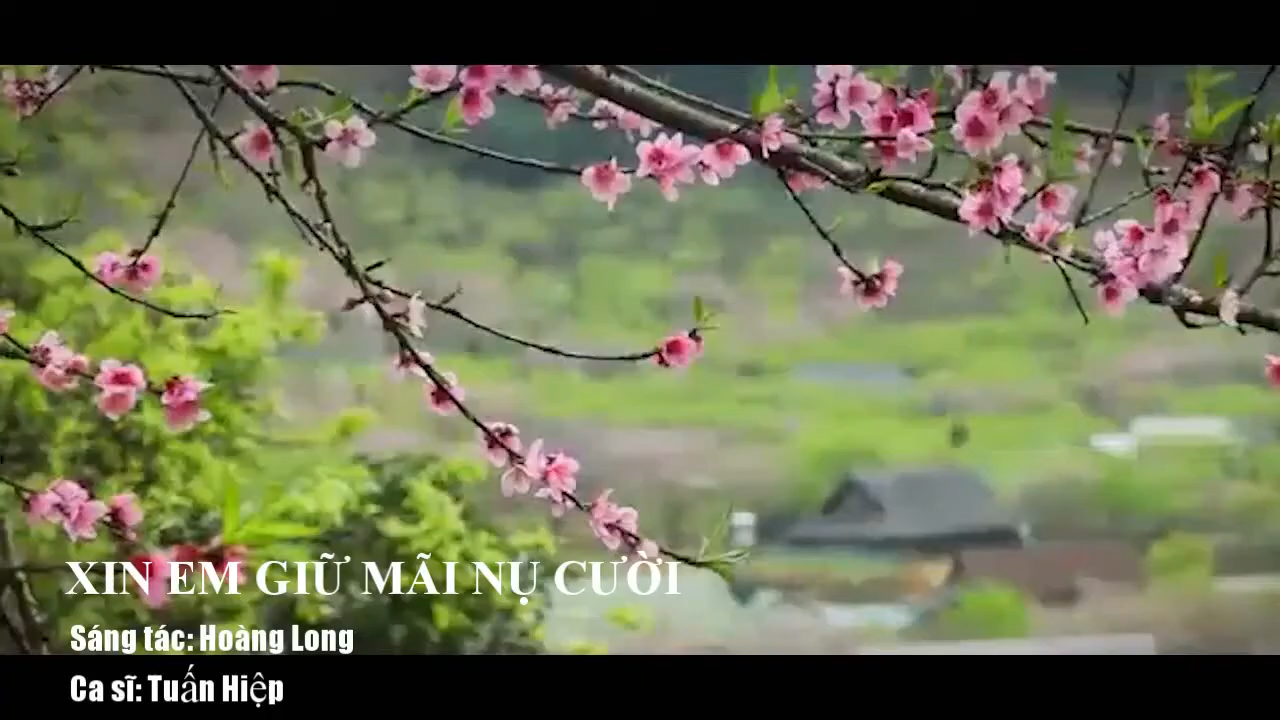 XIN EM GIỮ MÃI NỤ CƯỜI
Sáng tác: Hoàng Long
Ca sĩ: Tuấn Hiệp